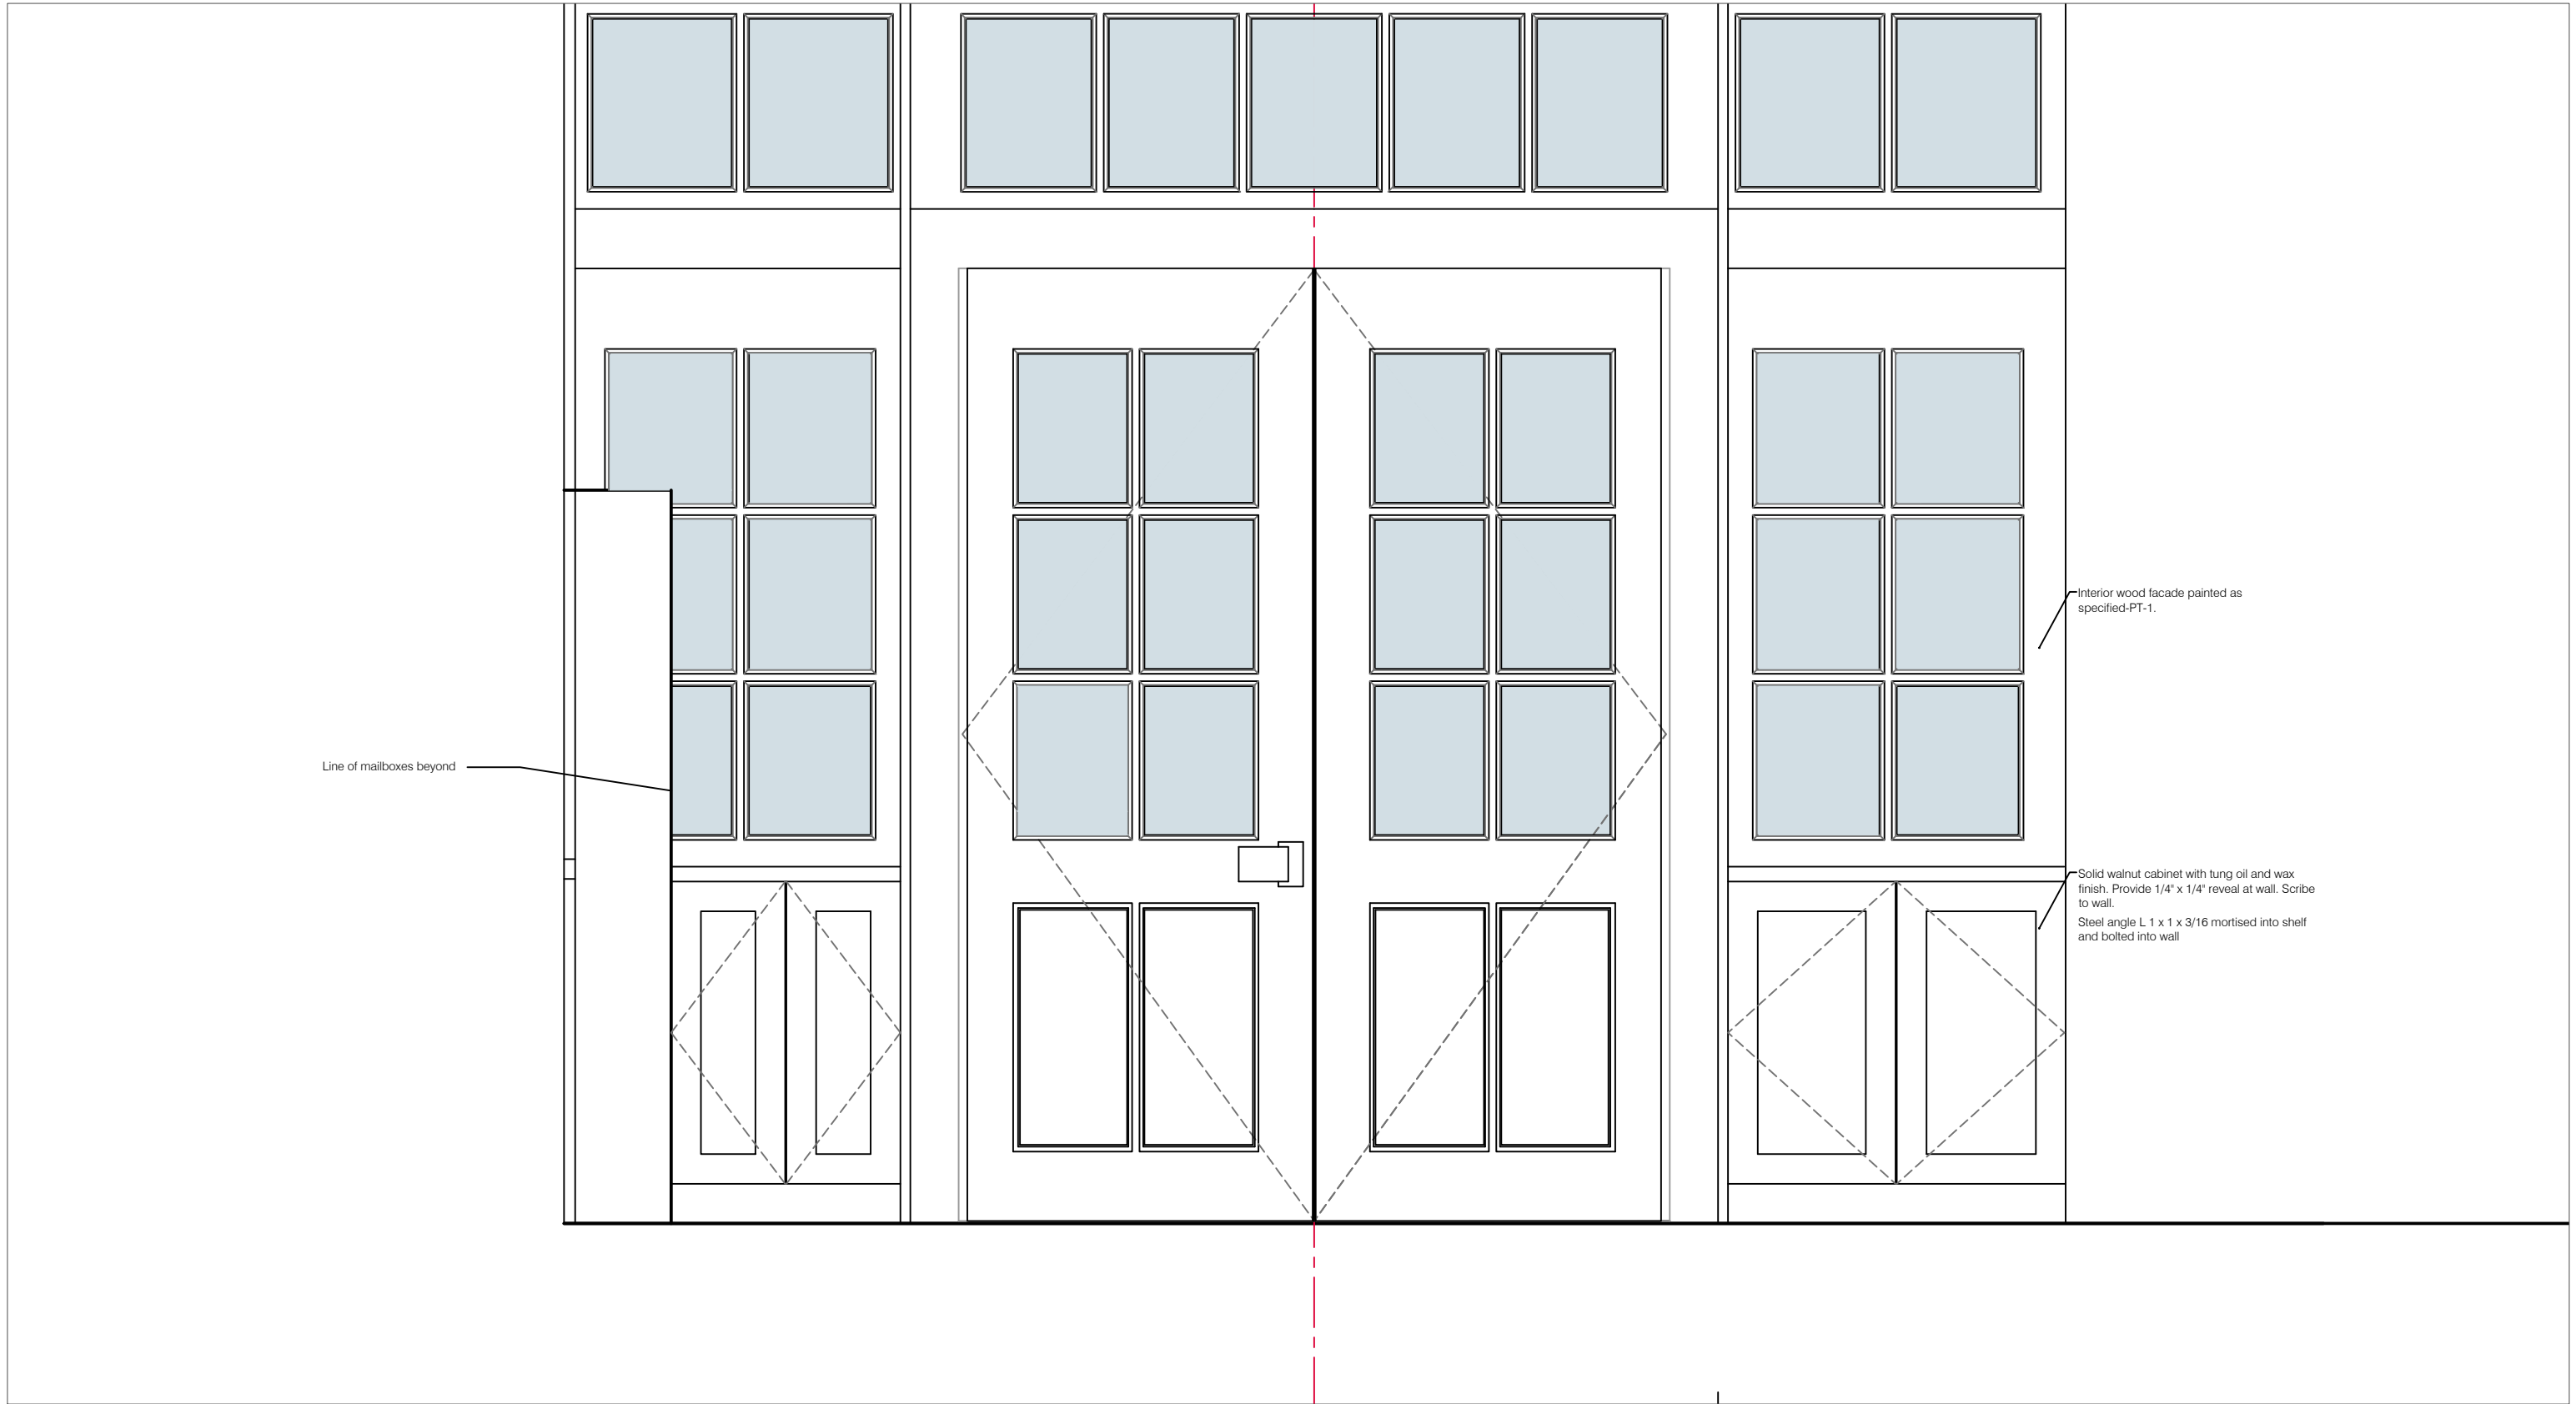 Interior wood facade painted as
specified-PT-1.
Line of mailboxes beyond
Solid walnut cabinet with tung oil and wax
finish. Provide 1/4" x 1/4" reveal at wall. Scribe
to wall.
Steel angle L 1 x 1 x 3/16 mortised into shelf
and bolted into wall